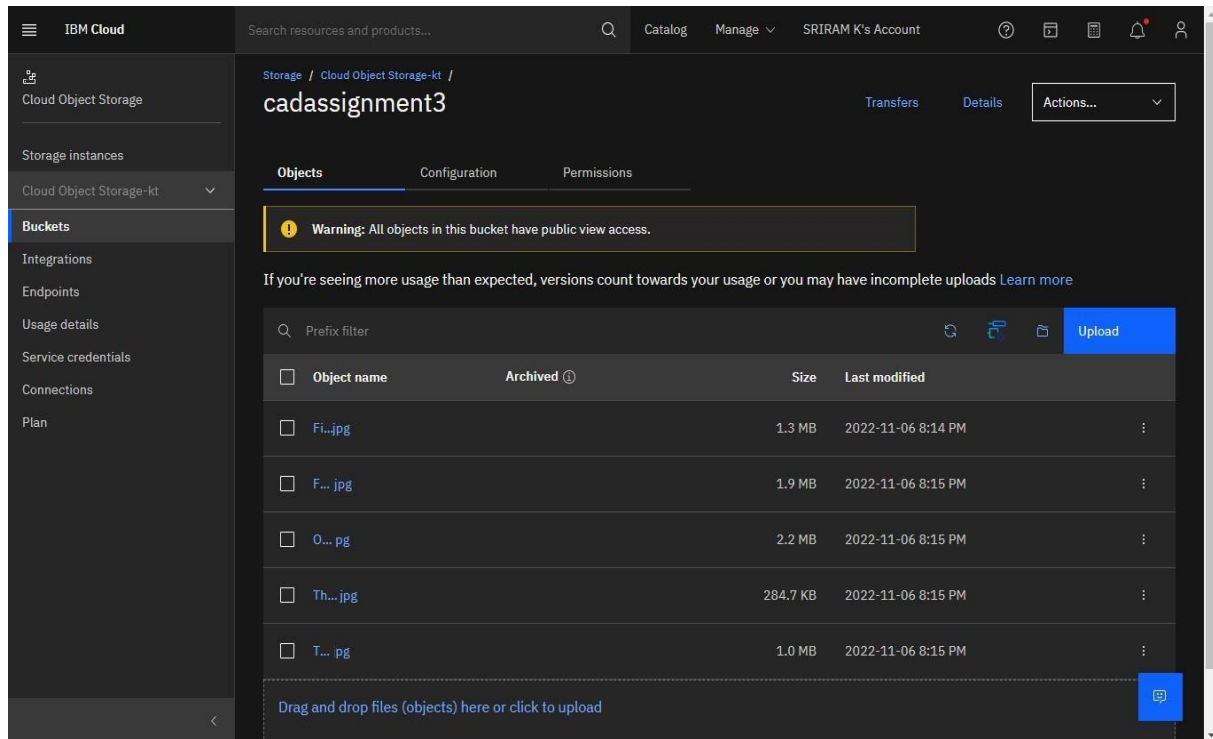 IBM Cloud
Search resources and products...
Catalog
Manage
SRIRAM K's Account
Cloud Object Storage
Storage instances
Cloud Object Storage-kt
Buckets
Integrations
Endpoints
Usage details
Service credentials
Connections
Plan
Storage / Cloud Object Storage-kt /
cadassignment3
Transfers
Details
Actions...
Objects
Configuration
Permissions
Warning: All objects in this bucket have public view access.
If you're seeing more usage than expected, versions count towards your usage or you may have incomplete uploads Learn more
Prefix filter
Upload
Object name Archived Size Last modified
Fi...jpg 1.3 MB 2022-11-06 8:14 PM
F... jpg 1.9 MB 2022-11-06 8:15 PM
O... pg 2.2 MB 2022-11-06 8:15 PM
Th... jpg 284.7 KB 2022-11-06 8:15 PM
T... pg 1.0 MB 2022-11-06 8:15 PM
Drag and drop files (objects) here or click to upload